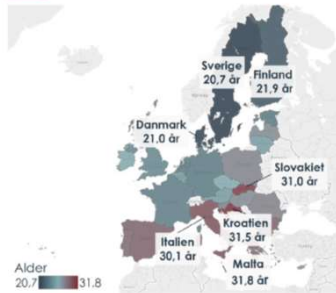 Sverige
20,7 år
Finland
21,9 år
Danmark
21,0 år
Slovakiet
31,0 år
Kroatien
31,5 år
Italien
30,1 år
Malta
31,8 år
Alder
20.7
31.8